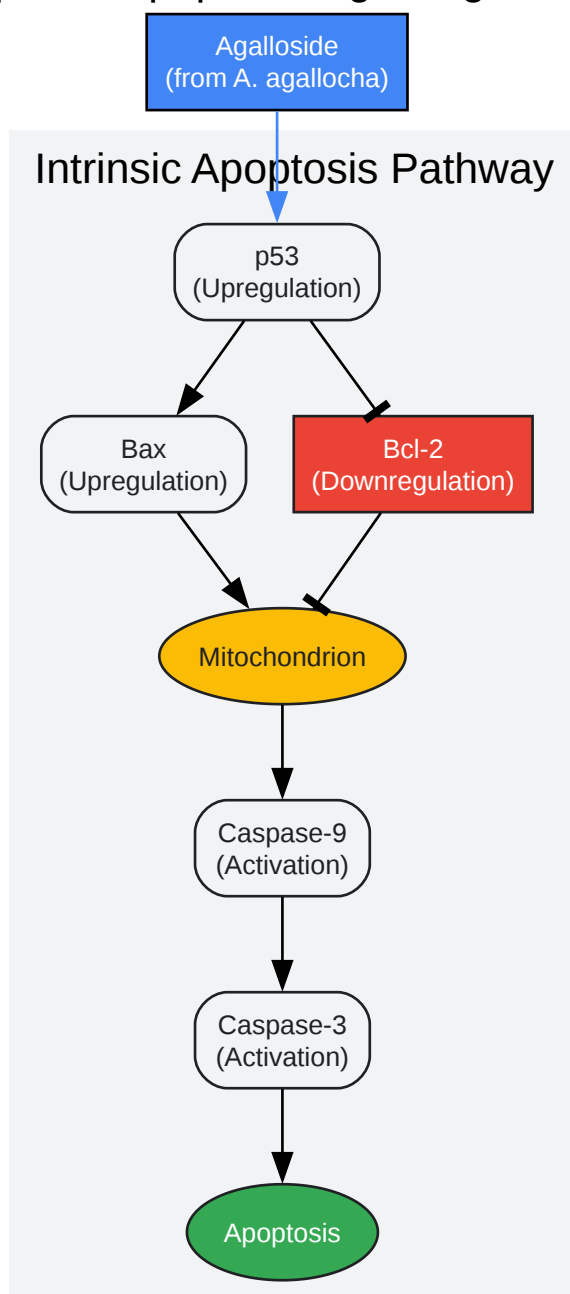 Agalloside
(from A. agallocha)
Intrinsic Apoptosis Pathway
p53
(Upregulation)
Bax
(Upregulation)
Bcl-2
(Downregulation)
Mitochondrion
Caspase-9
(Activation)
Caspase-3
(Activation)
Apoptosis